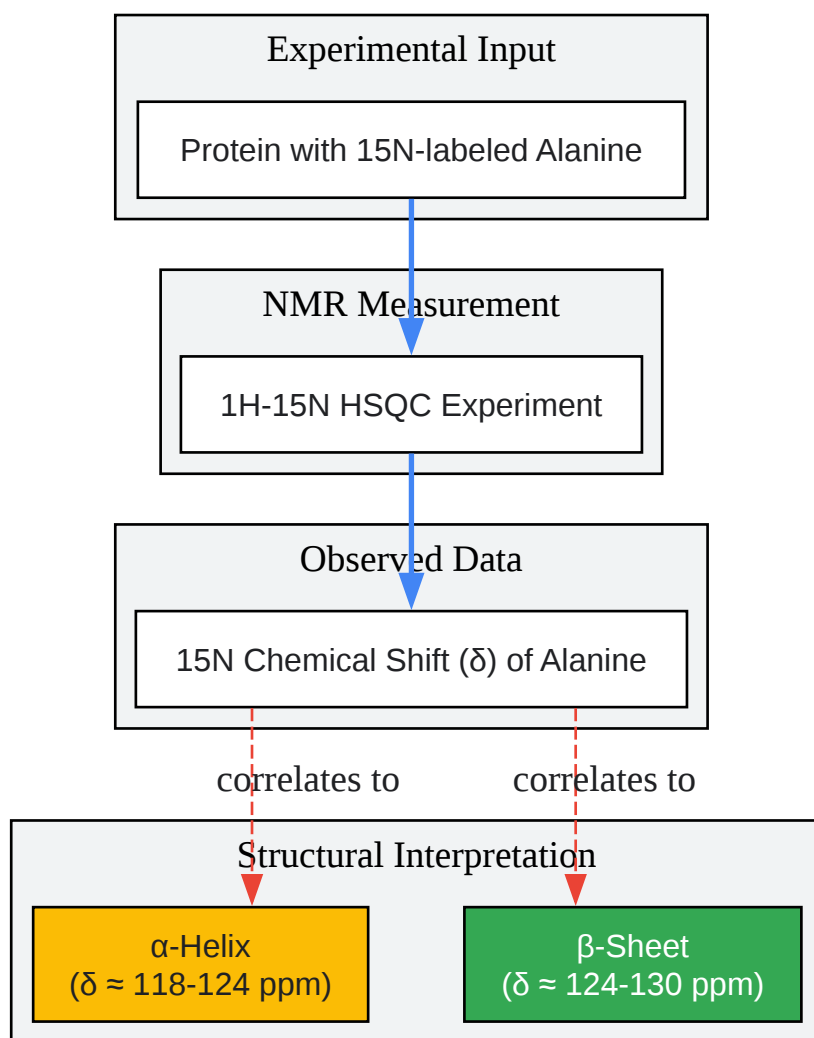 Experimental Input
Protein with 15N-labeled Alanine
NMR Measurement
1H-15N HSQC Experiment
Observed Data
15N Chemical Shift (δ) of Alanine
correlates to
correlates to
Structural Interpretation
α-Helix
(δ ≈ 118-124 ppm)
β-Sheet
(δ ≈ 124-130 ppm)